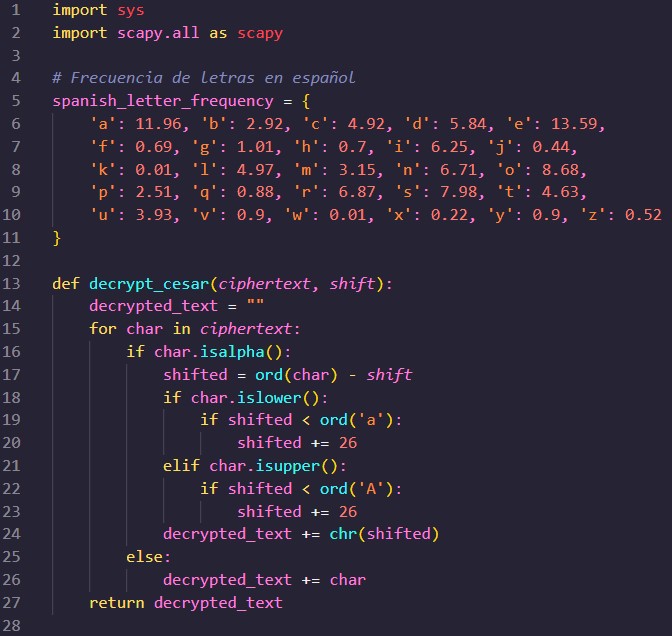 1 import sys
2 import scapy.all as scapy
3
4 # Frecuencia de letras en español
5 spanish_letter_frequency = {
6     'a': 11.96, 'b': 2.92, 'c': 4.92, 'd': 5.84, 'e': 13.59,
7     'f': 0.69, 'g': 1.01, 'h': 0.7, 'i': 6.25, 'j': 0.44,
8     'k': 0.01, 'l': 4.97, 'm': 3.15, 'n': 6.71, 'o': 8.68,
9     'p': 2.51, 'q': 0.88, 'r': 6.87, 's': 7.98, 't': 4.63,
10     'u': 3.93, 'v': 0.9, 'w': 0.01, 'x': 0.22, 'y': 0.9, 'z': 0.52
11 }
12
13 def decrypt_cesar(ciphertext, shift):
14     decrypted_text = ""
15     for char in ciphertext:
16         if char.isalpha():
17             shifted = ord(char) - shift
18             if char.islower():
19                 if shifted < ord('a'):
20                     shifted += 26
21             elif char.isupper():
22                 if shifted < ord('A'):
23                     shifted += 26
24             decrypted_text += chr(shifted)
25         else:
26             decrypted_text += char
27     return decrypted_text
28